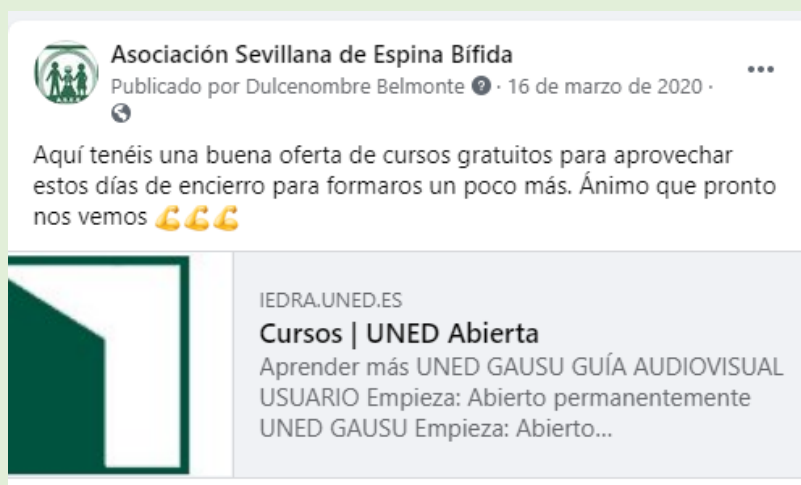 Asociación Sevillana de Espina Bífida
Publicado por Dulcenombre Belmonte ? · 16 de marzo de 2020 ·
Aquí tenéis una buena oferta de cursos gratuitos para aprovechar
estos días de encierro para formaros un poco más. Ánimo que pronto
nos vemos 💪💪💪
IEDRA.UNED.ES
Cursos | UNED Abierta
Aprender más UNED GAUSU GUÍA AUDIOVISUAL
USUARIO Empieza: Abierto permanentemente
UNED GAUSU Empieza: Abierto...